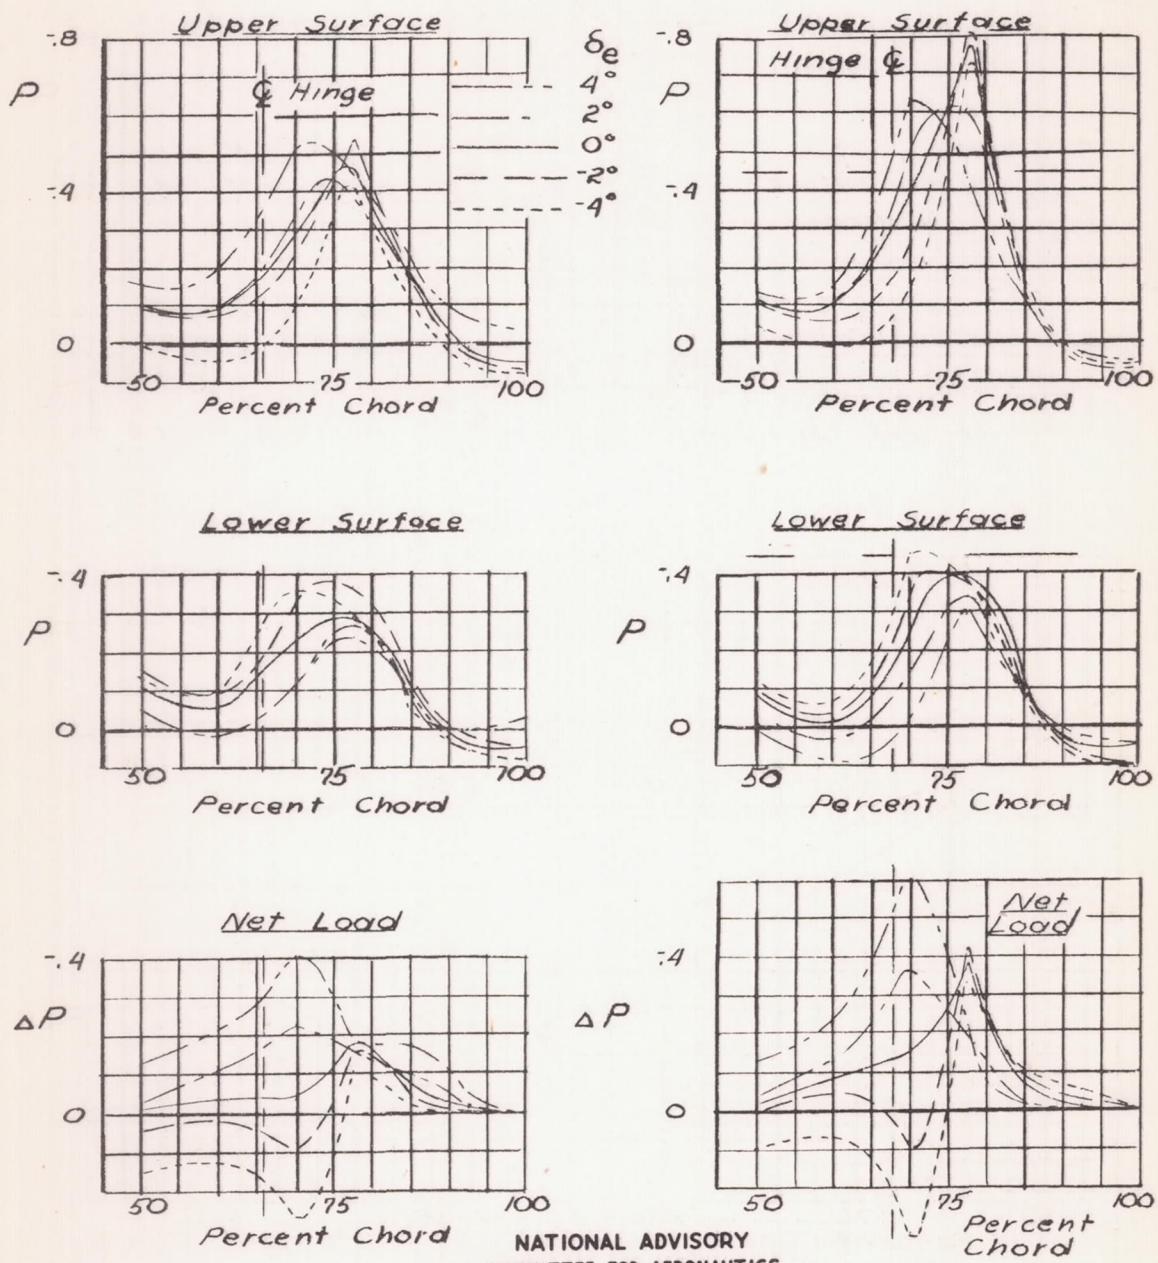 Upper Surface
-.8
P
℄ Hinge
-.4
0
50 75 100
Percent Chord
δe
4°
2°
0°
-2°
-4°
Upper Surface
-.8
Hinge ℄
P
-.4
0
50 75 100
Percent Chord
Lower Surface
-.4
P
0
50 75 100
Percent Chord
Lower Surface
-.4
P
0
50 75 100
Percent Chord
Net Load
-.4
ΔP
0
50 75 100
Percent Chord
Net
Load
-.4
ΔP
0
50 75 100
Percent
Chord
NATIONAL ADVISORY